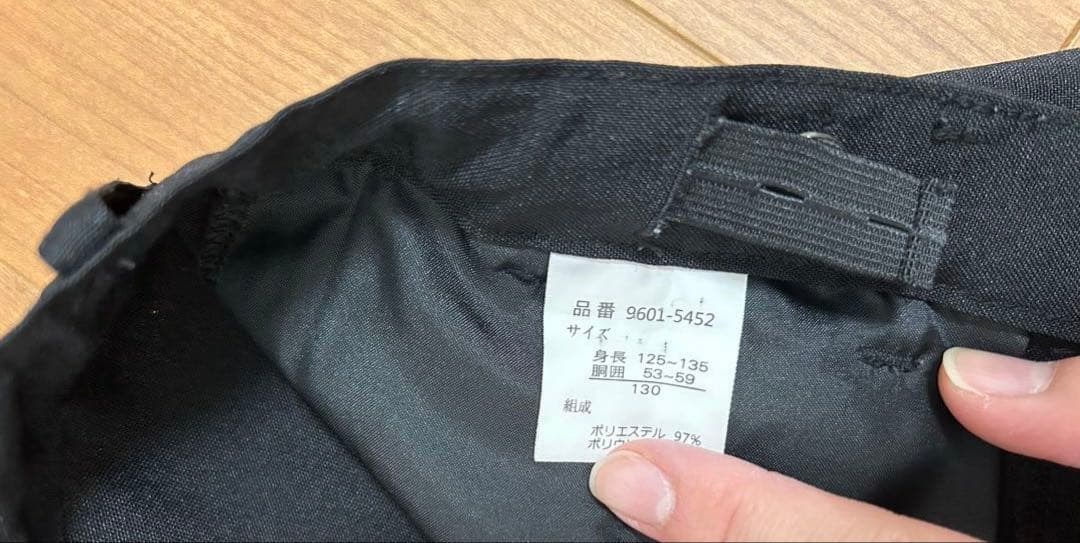 品番 9601-5452
サイズ
身長 125~135
胴囲 53~59
130
組成
ポリエステル 97%